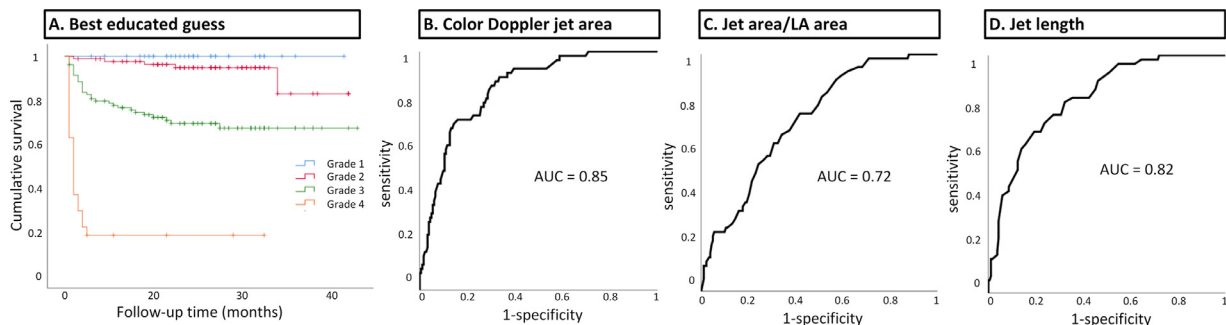 A. Best educated guess
1
0.8
0.6
0.4
0.2
0
Cumulative survival
0
20
30
40
Follow-up time (months)
Grade 1
Grade 2
Grade 3
Grade 4
B. Color Doppler jet area
1
0.8
0.6
0.4
0.2
0
sensitivity
AUC = 0.85
0
0.2
0.4
0.6
0.8
1
1-specificity
C. Jet area/LA area
1
0.8
0.6
0.4
0.2
0
sensitivity
AUC = 0.72
0
0.2
0.4
0.6
0.8
1
1-specificity
D. Jet length
1
0.8
0.6
0.4
0.2
0
sensitivity
AUC = 0.82
0
0.2
0.4
0.6
0.8
1
1-specificity